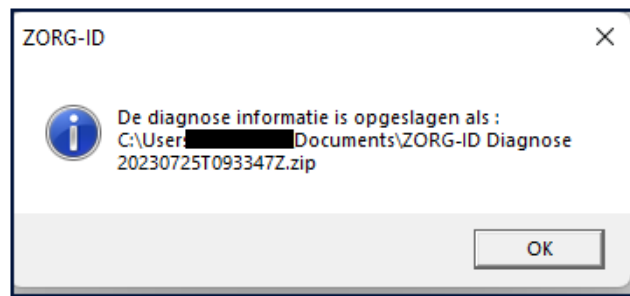 ZORG-ID
De diagnose informatie is opgeslagen als :
C:\Users Documents\ZORG-ID Diagnose
20230725T093347Z.zip
OK